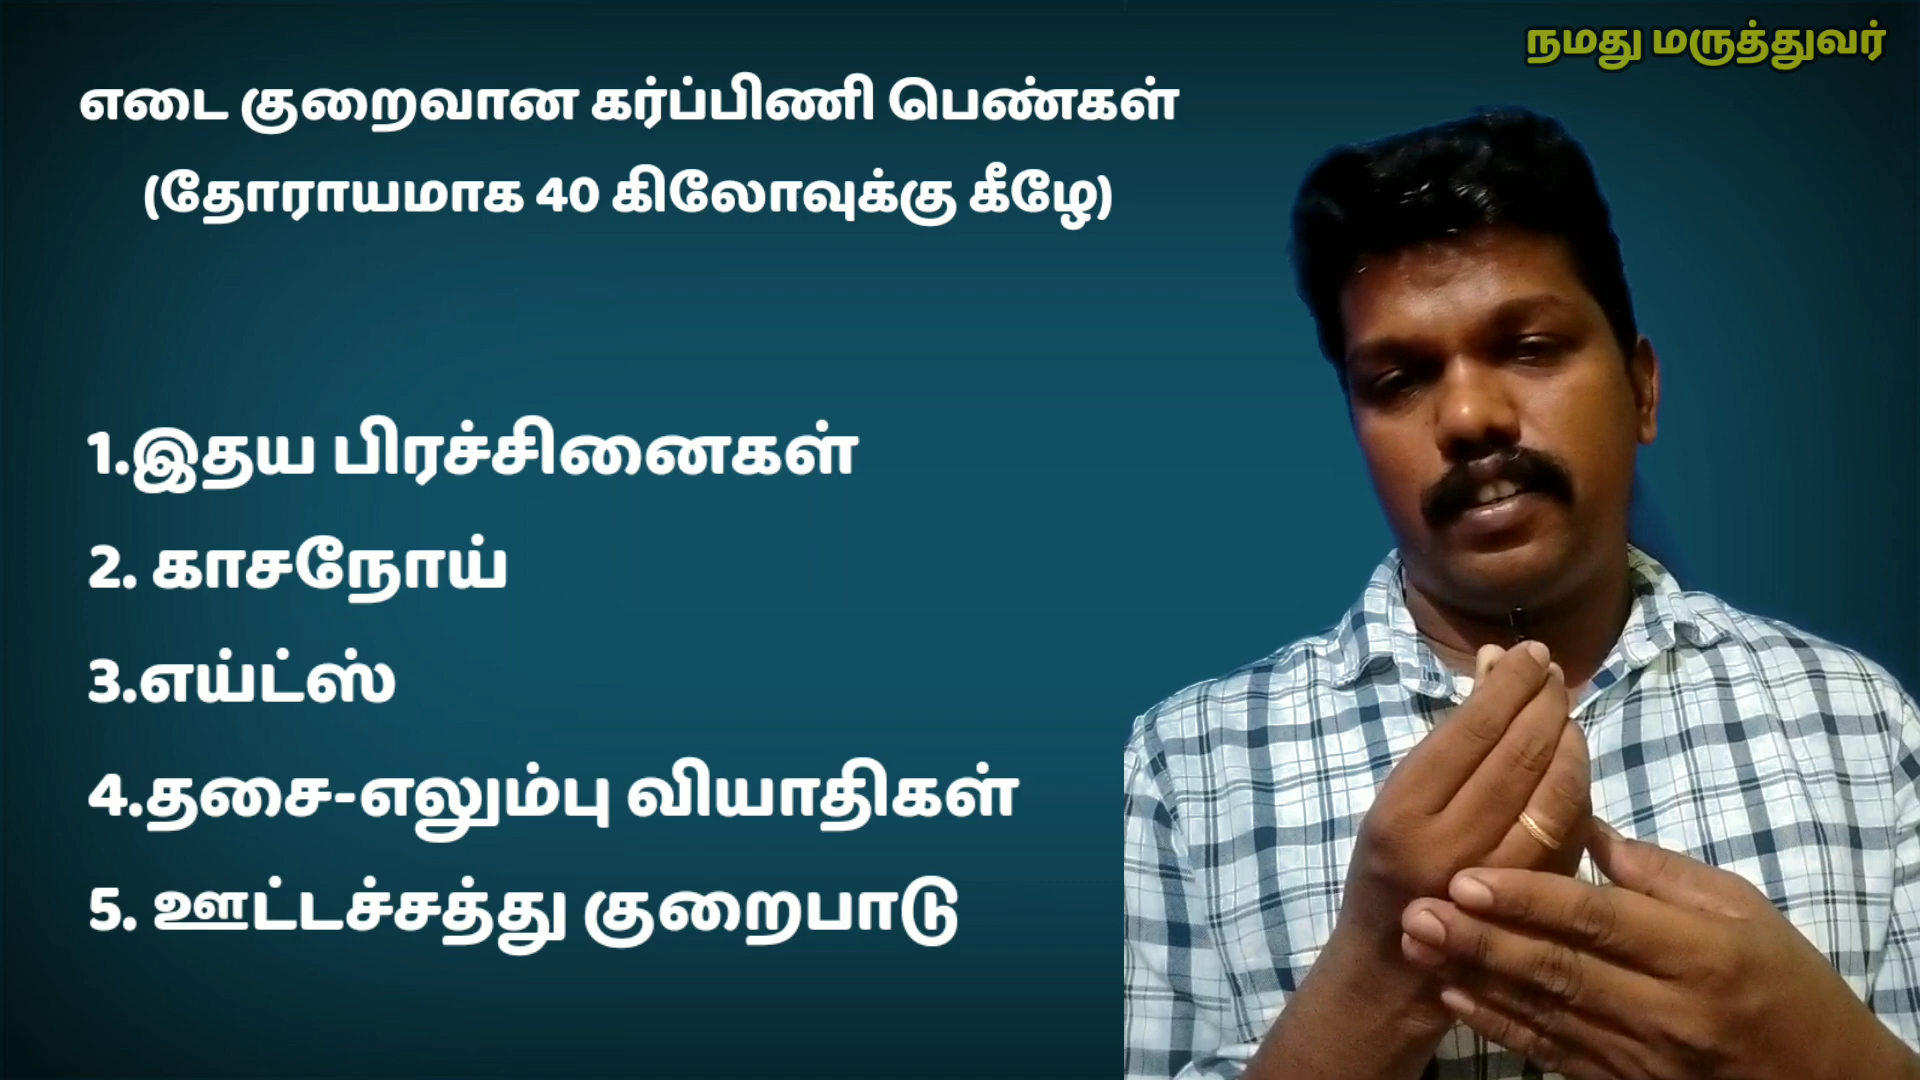 நமது மருத்துவர்
எடை குறைவான கர்ப்பிணி பெண்கள்
(தோராயமாக 40 கிலோவுக்கு கீழே)
1.இதய பிரச்சினைகள்
2. காசநோய்
3.எய்ட்ஸ்
4.தசை-எலும்பு வியாதிகள்
5. ஊட்டச்சத்து குறைபாடு